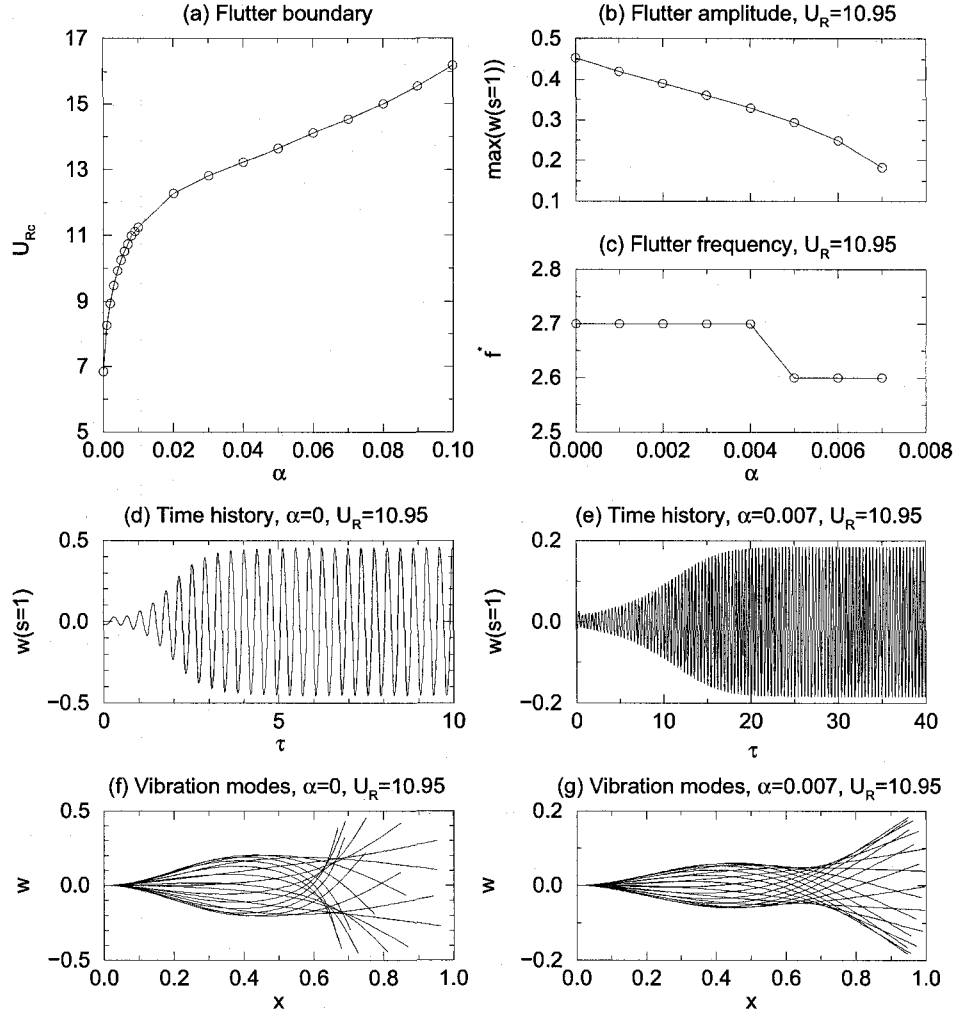 (a) Flutter boundary
17
15
13
11
9
7
5
U_Rc
0.00 0.02 0.04 0.06 0.08 0.10
α
(b) Flutter amplitude, U_R=10.95
0.5
0.4
0.3
0.2
0.1
max(w(s=1))
(c) Flutter frequency, U_R=10.95
2.8
2.7
2.6
2.5
f*
0.000 0.002 0.004 0.006 0.008
α
(d) Time history, α=0, U_R=10.95
0.5
0.0
−0.5
w(s=1)
0 5 10
τ
(e) Time history, α=0.007, U_R=10.95
0.2
0.0
−0.2
w(s=1)
0 10 20 30 40
τ
(f) Vibration modes, α=0, U_R=10.95
0.5
0.0
−0.5
w
0.0 0.2 0.4 0.6 0.8 1.0
x
(g) Vibration modes, α=0.007, U_R=10.95
0.2
0.0
−0.2
w
0.0 0.2 0.4 0.6 0.8 1.0
x